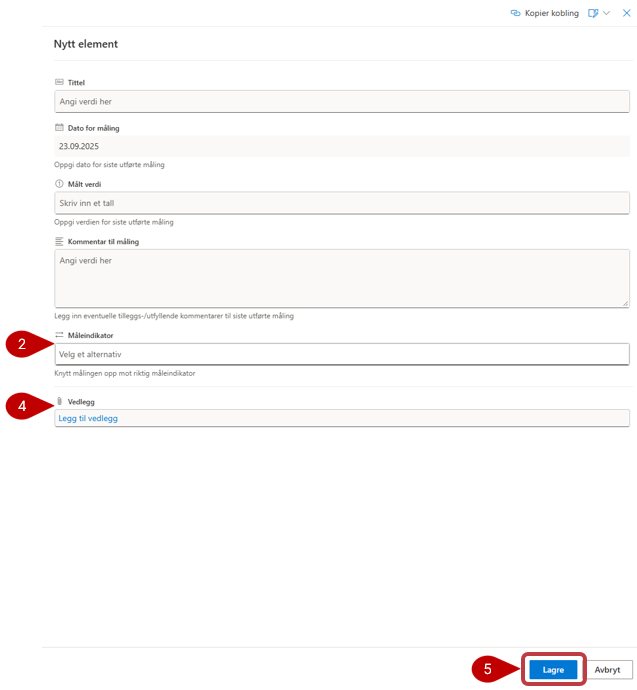 Kopier kobling
Nytt element
Tittel
Angi verdi her
Dato for måling
23.09.2025
Oppgi dato for siste utførte måling
Målt verdi
Skriv inn et tall
Oppgi verdien for siste utførte måling
Kommentar til måling
Angi verdi her
Legg inn eventuelle tilleggs-/utfyllende kommentarer til siste utførte måling
2
Måleindikator
Velg et alternativ
Knytt målingen opp mot riktig måleindikator
4
Vedlegg
Legg til vedlegg
5
Lagre
Avbryt